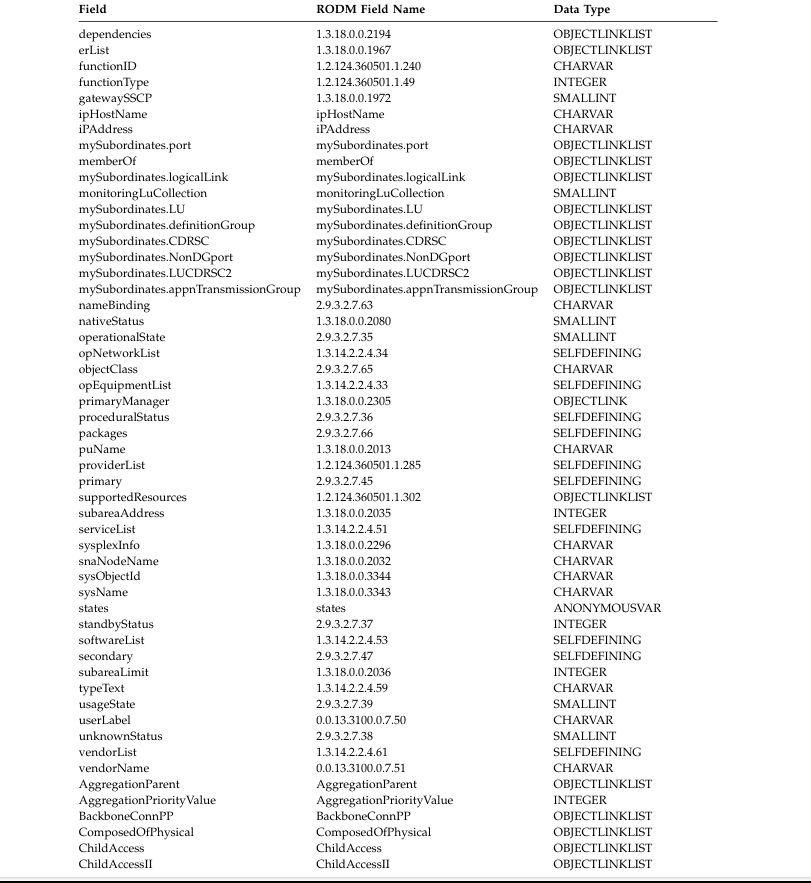 Field RODM Field Name Data Type
dependencies 1.3.18.0.0.2194 OBJECTLINKLIST
erList 1.3.18.0.0.1967 OBJECTLINKLIST
functionID 1.2.124.360501.1.240 CHARVAR
functionType 1.2.124.360501.1.49 INTEGER
gatewaySSCP 1.3.18.0.0.1972 SMALLINT
ipHostName ipHostName CHARVAR
iPAddress iPAddress CHARVAR
mySubordinates.port mySubordinates.port OBJECTLINKLIST
memberOf memberOf OBJECTLINKLIST
mySubordinates.logicalLink mySubordinates.logicalLink OBJECTLINKLIST
monitoringLuCollection monitoringLuCollection SMALLINT
mySubordinates.LU mySubordinates.LU OBJECTLINKLIST
mySubordinates.definitionGroup mySubordinates.definitionGroup OBJECTLINKLIST
mySubordinates.CDRSC mySubordinates.CDRSC OBJECTLINKLIST
mySubordinates.NonDGport mySubordinates.NonDGport OBJECTLINKLIST
mySubordinates.LUCDRSC2 mySubordinates.LUCDRSC2 OBJECTLINKLIST
mySubordinates.appnTransmissionGroup mySubordinates.appnTransmissionGroup OBJECTLINKLIST
nameBinding 2.9.3.2.7.63 CHARVAR
nativeStatus 1.3.18.0.0.2080 SMALLINT
operationalState 2.9.3.2.7.35 SMALLINT
opNetworkList 1.3.14.2.2.4.34 SELFDEFINING
objectClass 2.9.3.2.7.65 CHARVAR
opEquipmentList 1.3.14.2.2.4.33 SELFDEFINING
primaryManager 1.3.18.0.0.2305 OBJECTLINK
proceduralStatus 2.9.3.2.7.36 SELFDEFINING
packages 2.9.3.2.7.66 SELFDEFINING
puName 1.3.18.0.0.2013 CHARVAR
providerList 1.2.124.360501.1.285 SELFDEFINING
primary 2.9.3.2.7.45 SELFDEFINING
supportedResources 1.2.124.360501.1.302 OBJECTLINKLIST
subareaAddress 1.3.18.0.0.2035 INTEGER
serviceList 1.3.14.2.2.4.51 SELFDEFINING
sysplexInfo 1.3.18.0.0.2296 CHARVAR
snaNodeName 1.3.18.0.0.2032 CHARVAR
sysObjectId 1.3.18.0.0.3344 CHARVAR
sysName 1.3.18.0.0.3343 CHARVAR
states states ANONYMOUSVAR
standbyStatus 2.9.3.2.7.37 INTEGER
softwareList 1.3.14.2.2.4.53 SELFDEFINING
secondary 2.9.3.2.7.47 SELFDEFINING
subareaLimit 1.3.18.0.0.2036 INTEGER
typeText 1.3.14.2.2.4.59 CHARVAR
usageState 2.9.3.2.7.39 SMALLINT
userLabel 0.0.13.3100.0.7.50 CHARVAR
unknownStatus 2.9.3.2.7.38 SMALLINT
vendorList 1.3.14.2.2.4.61 SELFDEFINING
vendorName 0.0.13.3100.0.7.51 CHARVAR
AggregationParent AggregationParent OBJECTLINKLIST
AggregationPriorityValue AggregationPriorityValue INTEGER
BackboneConnPP BackboneConnPP OBJECTLINKLIST
ComposedOfPhysical ComposedOfPhysical OBJECTLINKLIST
ChildAccess ChildAccess OBJECTLINKLIST
ChildAccessII ChildAccessII OBJECTLINKLIST